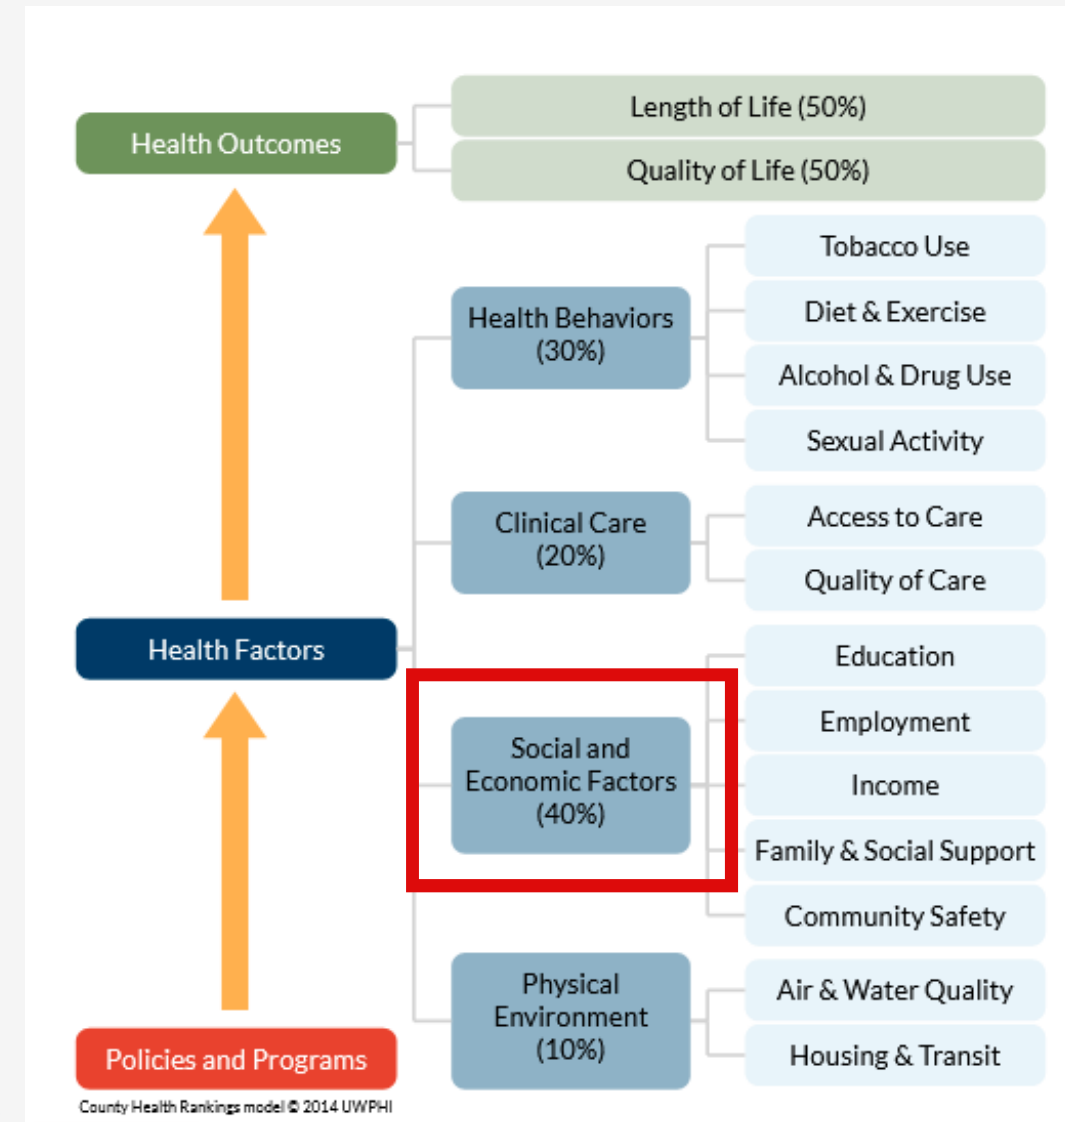 Health Outcomes
Length of Life (50%)
Quality of Life (50%)
Health Factors
Health Behaviors
(30%)
Tobacco Use
Diet & Exercise
Alcohol & Drug Use
Sexual Activity
Clinical Care
(20%)
Access to Care
Quality of Care
Social and
Economic Factors
(40%)
Education
Employment
Income
Family & Social Support
Community Safety
Physical
Environment
(10%)
Air & Water Quality
Housing & Transit
Policies and Programs
County Health Rankings model © 2014 UWPHI